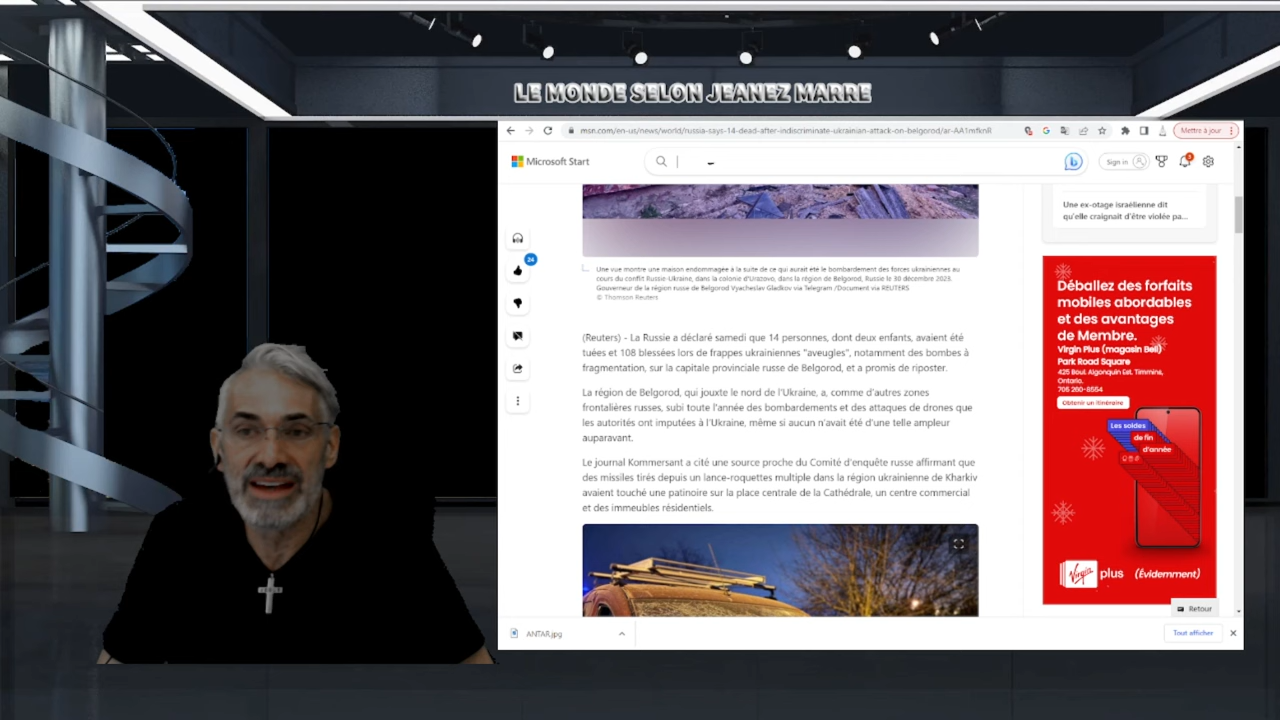 LE MONDE SELON JEANEZ MARRE
msn.com/en-us/news/world/russia-says-14-dead-after-indiscriminate-ukrainian-attack-on-belgorod/ar-AA1mfknR
Mettre à jour
Microsoft Start
Sign in
Une ex-otage israélienne dit
qu'elle craignait d'être violée pa...
24
Une vue montre une maison endommagée à la suite de ce qui aurait été le bombardement des forces ukrainiennes au
cours du conflit Russie-Ukraine, dans la colonie d'Urazovo, dans la région de Belgorod, Russie le 30 décembre 2023.
Gouverneur de la région russe de Belgorod Vyacheslav Gladkov via Telegram /Document via REUTERS
© Thomson Reuters
(Reuters) - La Russie a déclaré samedi que 14 personnes, dont deux enfants, avaient été
tuées et 108 blessées lors de frappes ukrainiennes "aveugles", notamment des bombes à
fragmentation, sur la capitale provinciale russe de Belgorod, et a promis de riposter.
La région de Belgorod, qui jouxte le nord de l'Ukraine, a, comme d'autres zones
frontalières russes, subi toute l'année des bombardements et des attaques de drones que
les autorités ont imputées à l'Ukraine, même si aucun n'avait été d'une telle ampleur
auparavant.
Le journal Kommersant a cité une source proche du Comité d'enquête russe affirmant que
des missiles tirés depuis un lance-roquettes multiple dans la région ukrainienne de Kharkiv
avaient touché une patinoire sur la place centrale de la Cathédrale, un centre commercial
et des immeubles résidentiels.
Déballez des forfaits
mobiles abordables
et des avantages
de Membre.
Virgin Plus (magasin Bell)
Park Road Square
425 Boul. Algonquin Est, Timmins,
Ontario.
705 260-8554
Obtenir un itinéraire
Les soldes
de fin
d'année
Virgin plus (Évidemment)
Retour
ANTAR.jpg
Tout afficher